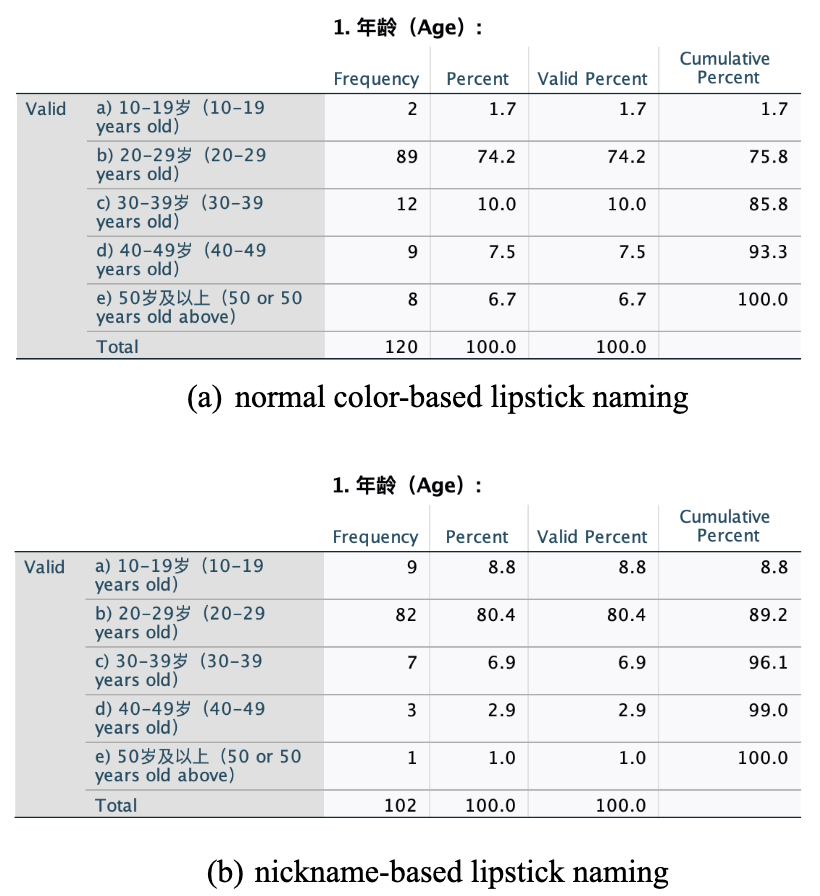 1. 年龄（Age）:
Frequency Percent Valid Percent Cumulative Percent
Valid a) 10-19岁（10-19 years old） 2 1.7 1.7 1.7
b) 20-29岁（20-29 years old） 89 74.2 74.2 75.8
c) 30-39岁（30-39 years old） 12 10.0 10.0 85.8
d) 40-49岁（40-49 years old） 9 7.5 7.5 93.3
e) 50岁及以上（50 or 50 years old above） 8 6.7 6.7 100.0
Total 120 100.0 100.0
(a) normal color-based lipstick naming
1. 年龄（Age）:
Frequency Percent Valid Percent Cumulative Percent
Valid a) 10-19岁（10-19 years old） 9 8.8 8.8 8.8
b) 20-29岁（20-29 years old） 82 80.4 80.4 89.2
c) 30-39岁（30-39 years old） 7 6.9 6.9 96.1
d) 40-49岁（40-49 years old） 3 2.9 2.9 99.0
e) 50岁及以上（50 or 50 years old above） 1 1.0 1.0 100.0
Total 102 100.0 100.0
(b) nickname-based lipstick naming